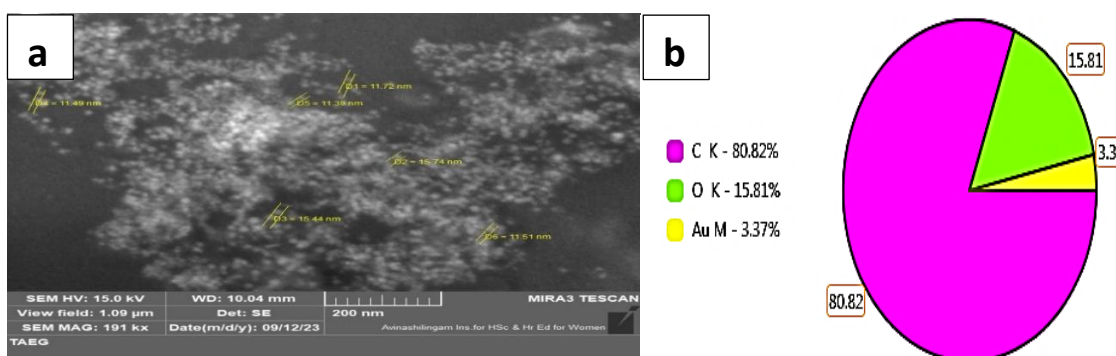 a
D1 = 11.72 nm
D4 = 11.49 nm
D5 = 11.39 nm
D2 = 15.74 nm
D3 = 15.44 nm
D6 = 11.51 nm
SEM HV: 15.0 kV WD: 10.04 mm MIRA3 TESCAN
View field: 1.09 µm Det: SE 200 nm
SEM MAG: 191 kx Date(m/d/y): 09/12/23 Avinashilingam Ins.for HSc & Hr Ed for Women
TAEG
b
C K - 80.82%
O K - 15.81%
Au M - 3.37%
15.81
3.3
80.82